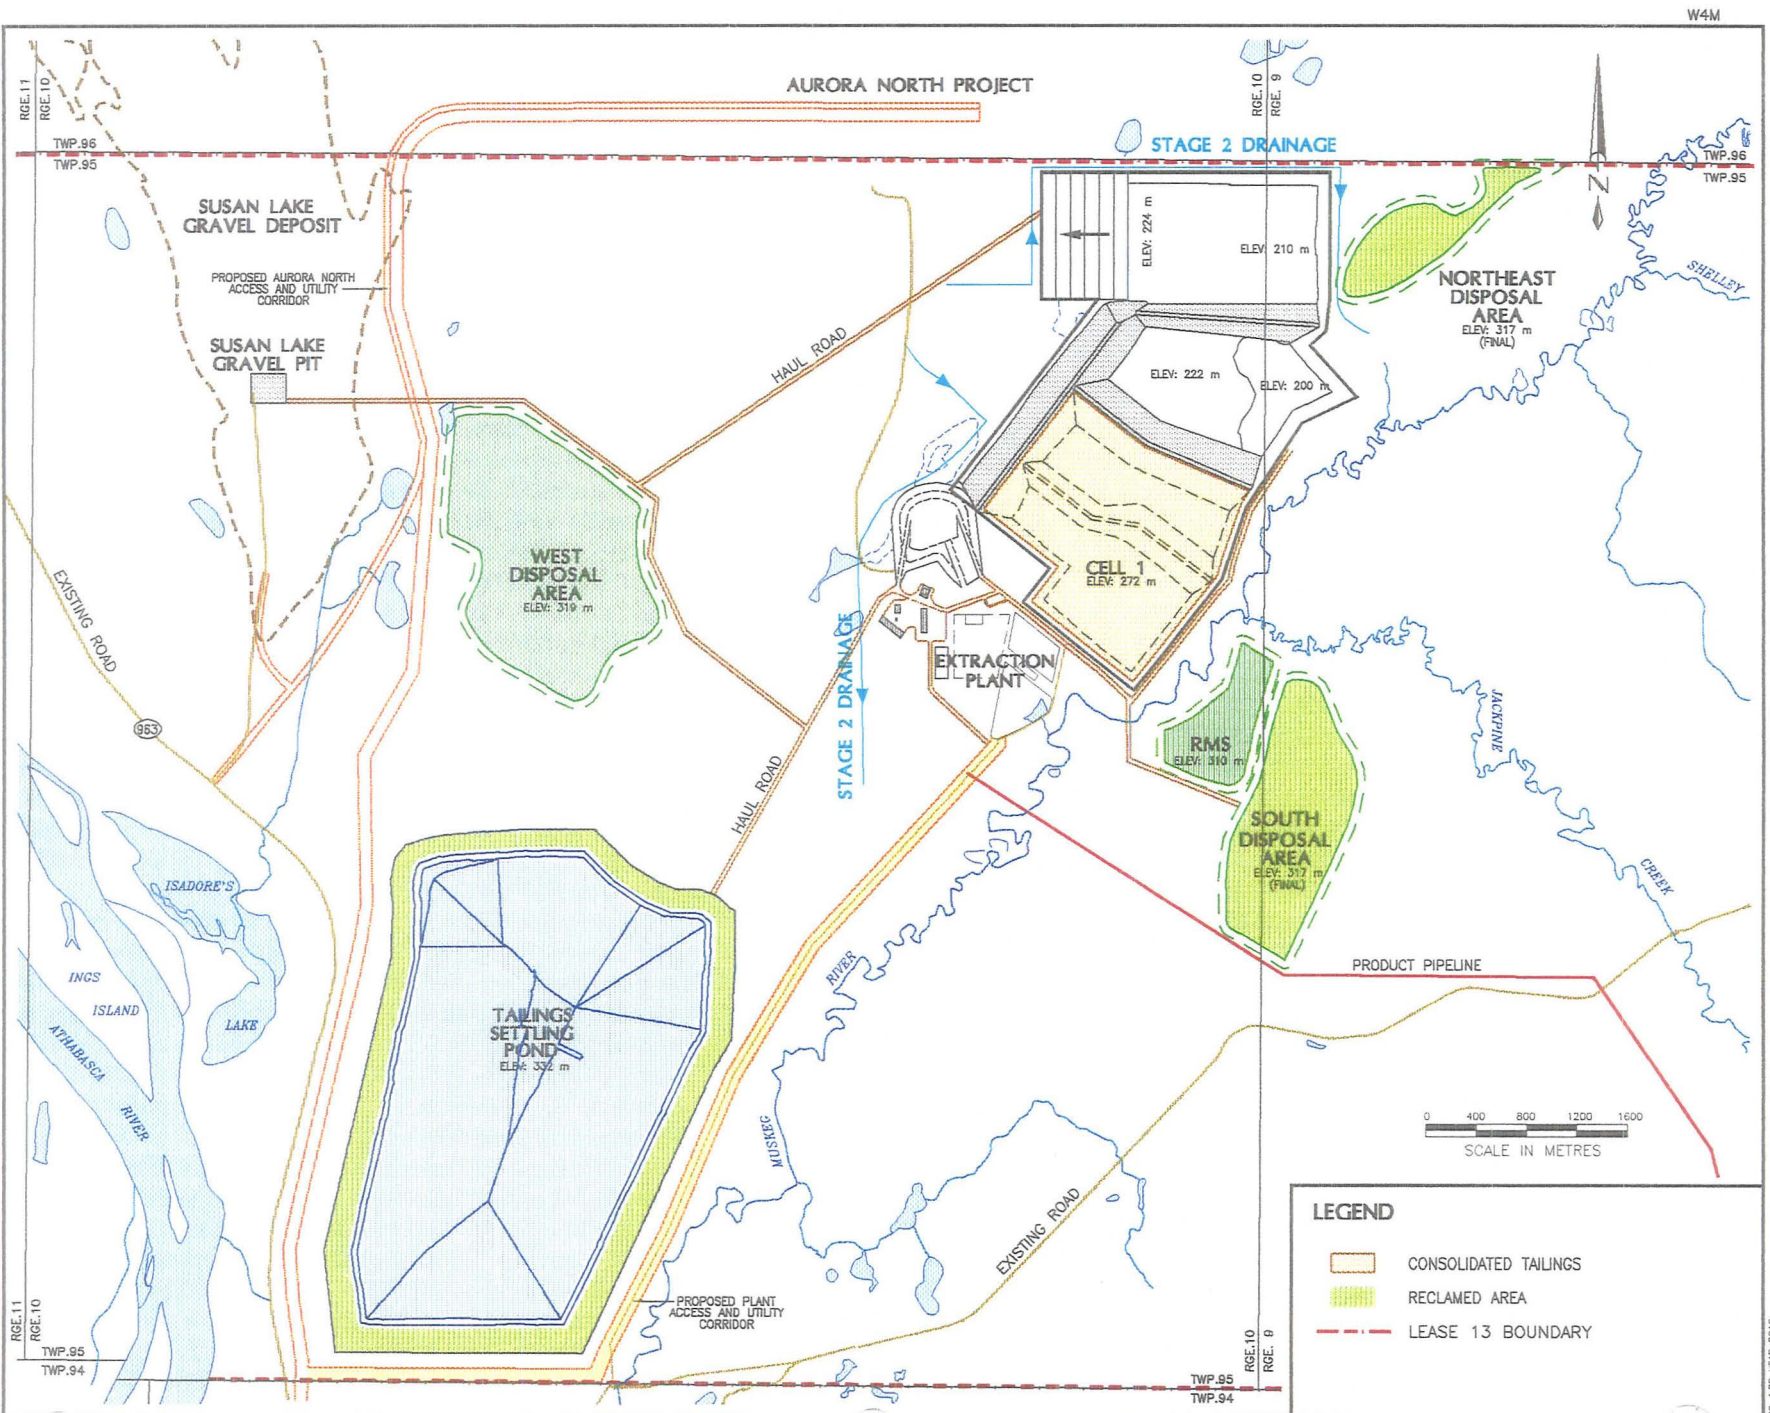 W4M
RGE.11
RGE.10
AURORA NORTH PROJECT
RGE.10
RGE. 9
TWP.96
TWP.95
STAGE 2 DRAINAGE
TWP.96
TWP.95
N
SUSAN LAKE
GRAVEL DEPOSIT
PROPOSED AURORA NORTH
ACCESS AND UTILITY
CORRIDOR
ELEV: 224 m
ELEV: 210 m
SHELLEY
NORTHEAST
DISPOSAL
AREA
ELEV: 317 m
(FINAL)
SUSAN LAKE
GRAVEL PIT
HAUL ROAD
ELEV: 222 m
ELEV: 200 m
WEST
DISPOSAL
AREA
ELEV: 319 m
CELL 1
ELEV: 272 m
EXISTING ROAD
963
STAGE 2 DRAINAGE
EXTRACTION
PLANT
JACKPINE
CREEK
RMS
ELEV: 310 m
HAUL ROAD
SOUTH
DISPOSAL
AREA
ELEV: 317 m
(FINAL)
ISADORE'S
LAKE
INGS
ISLAND
ATHABASCA
RIVER
RIVER
MUSKEG
PRODUCT PIPELINE
TAILINGS
SETTLING
POND
ELEV: 332 m
0 400 800 1200 1600
SCALE IN METRES
EXISTING ROAD
PROPOSED PLANT
ACCESS AND UTILITY
CORRIDOR
LEGEND
CONSOLIDATED TAILINGS
RECLAMED AREA
LEASE 13 BOUNDARY
RGE.11
RGE.10
TWP.95
TWP.94
RGE.10
RGE. 9
TWP.95
TWP.94